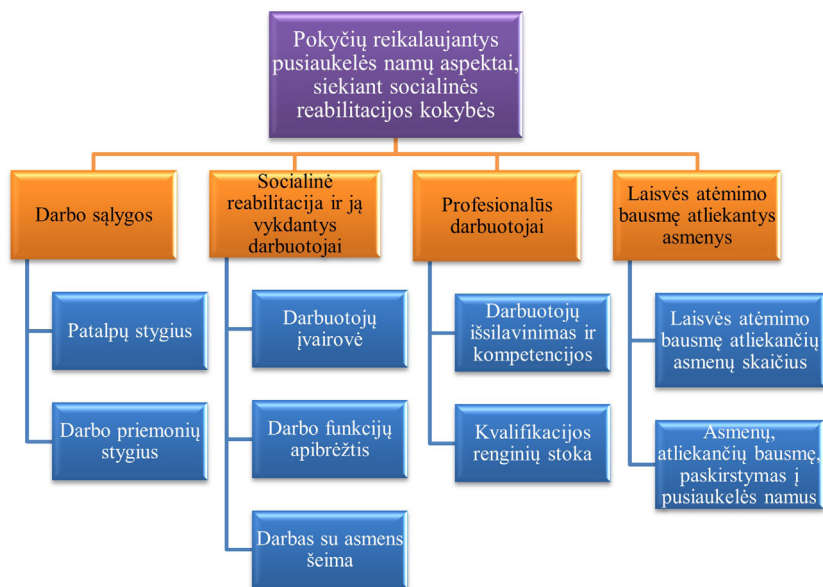 Pokyčių reikalaujantys
pusiaukelės namų aspektai,
siekiant socialinės
reabilitacijos kokybės
Darbo sąlygos
Socialinė
reabilitacija ir ją
vykdantys
darbuotojai
Profesionalūs
darbuotojai
Laisvės atėmimo
bausmę atliekantys
asmenys
Patalpų stygius
Darbo priemonių
stygius
Darbuotojų
įvairovė
Darbo funkcijų
apibrėžtis
Darbas su asmens
šeima
Darbuotojų
išsilavinimas ir
kompetencijos
Kvalifikacijos
renginių stoka
Laisvės atėmimo
bausmę atliekančių
asmenų skaičius
Asmenų,
atliekančių bausmę,
paskirstymas į
pusiaukelės namus